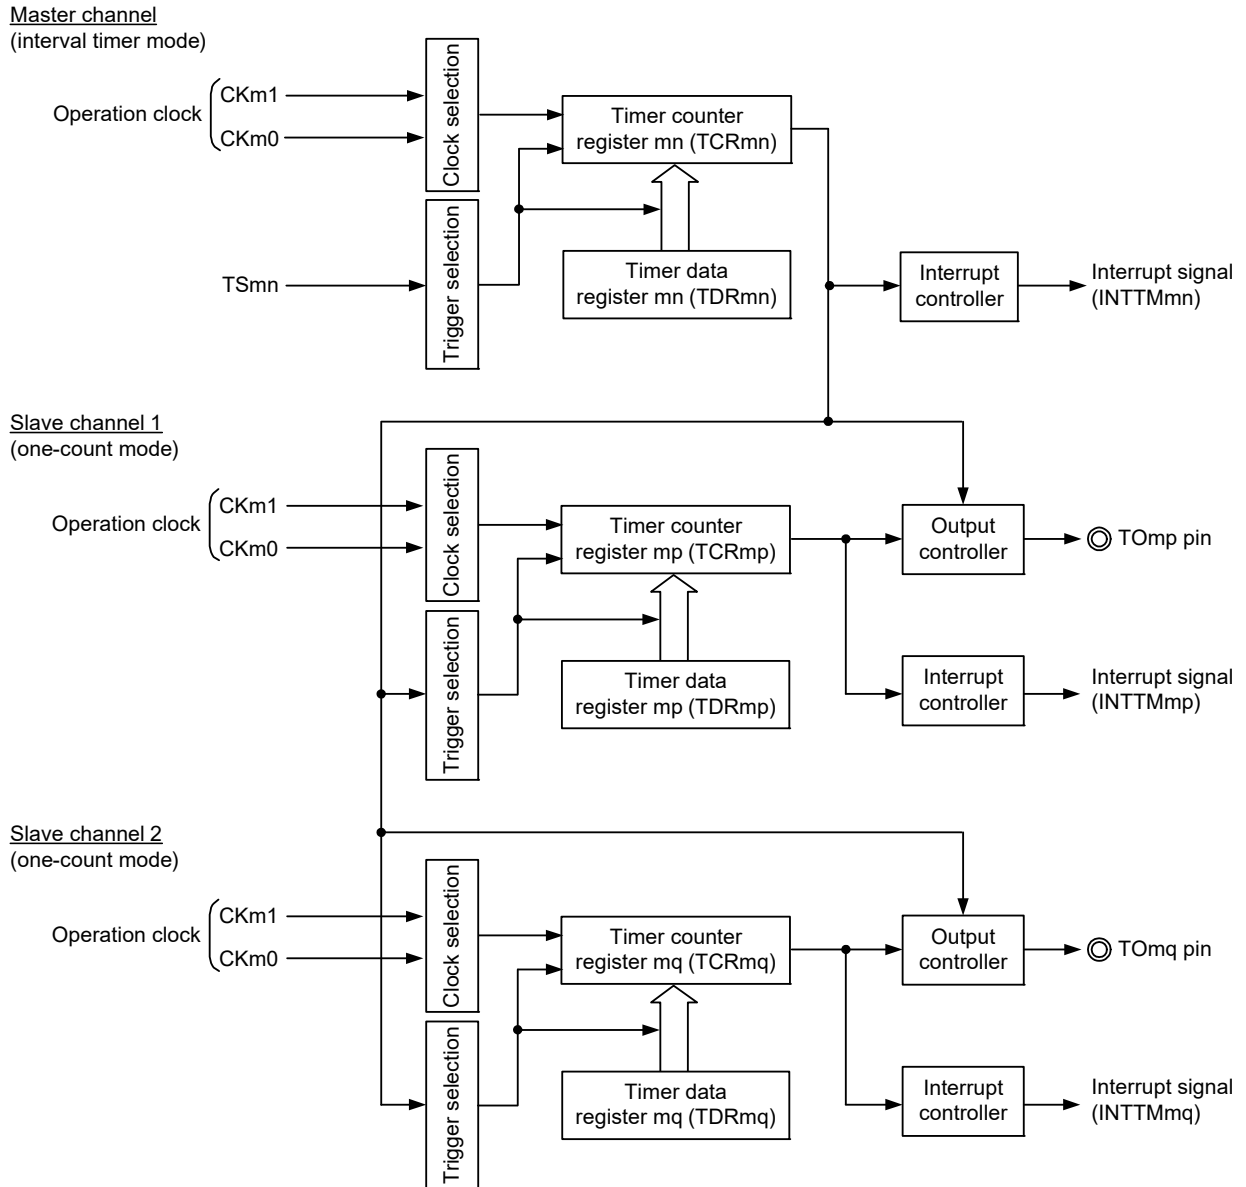 Master channel
(interval timer mode)
Operation clock
CKm1
CKm0
Clock selection
Timer counter
register mn (TCRmn)
TSmn
Trigger selection
Timer data
register mn (TDRmn)
Interrupt
controller
Interrupt signal
(INTTMmn)
Slave channel 1
(one-count mode)
Operation clock
CKm1
CKm0
Clock selection
Timer counter
register mp (TCRmp)
Output
controller
TOmp pin
Trigger selection
Timer data
register mp (TDRmp)
Interrupt
controller
Interrupt signal
(INTTMmp)
Slave channel 2
(one-count mode)
Operation clock
CKm1
CKm0
Clock selection
Timer counter
register mq (TCRmq)
Output
controller
TOmq pin
Trigger selection
Timer data
register mq (TDRmq)
Interrupt
controller
Interrupt signal
(INTTMmq)